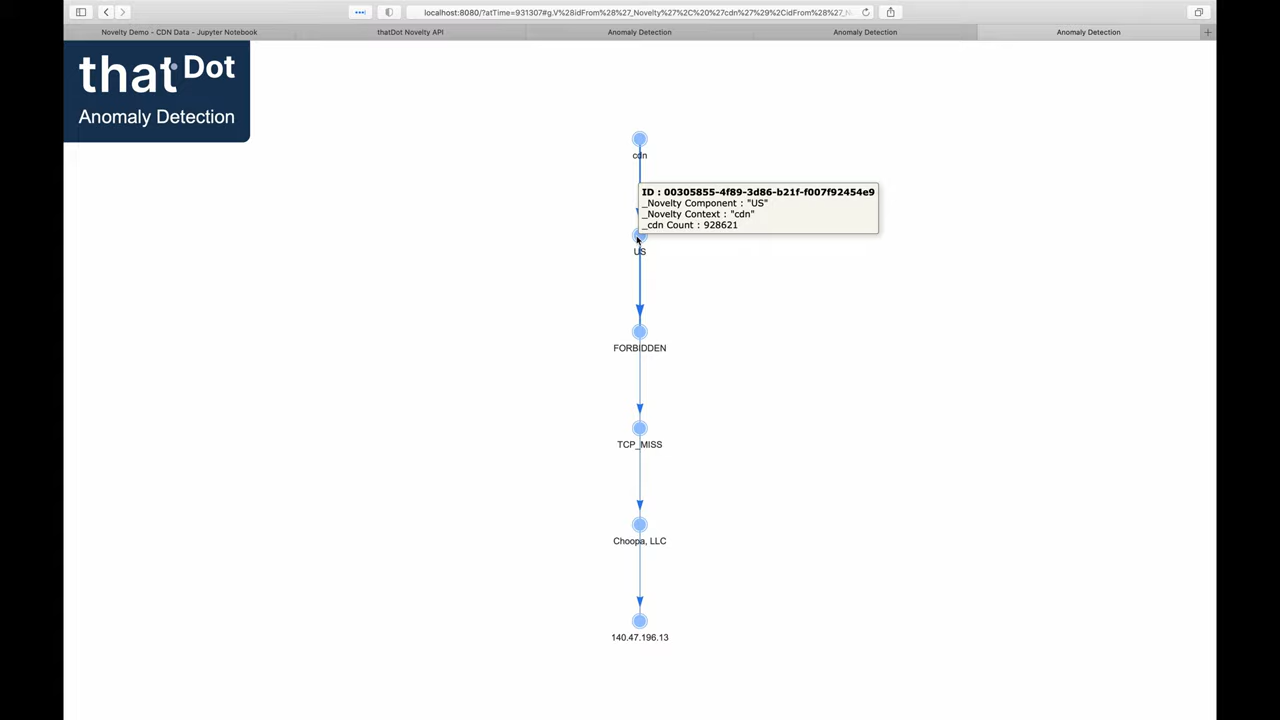 localhost:8080/?atTime=931307#g.V%28idFrom%28%27_Novelty%27%2C%20%27cdn%27%29%2CidFrom%28%27_N
Novelty Demo - CDN Data - Jupyter Notebook
thatDot Novelty API
Anomaly Detection
Anomaly Detection
Anomaly Detection
thatDot
Anomaly Detection
cdn
ID : 00305855-4f89-3d86-b21f-f007f92454e9
_Novelty Component : "US"
_Novelty Context : "cdn"
_cdn Count : 928621
US
FORBIDDEN
TCP_MISS
Choopa, LLC
140.47.196.13